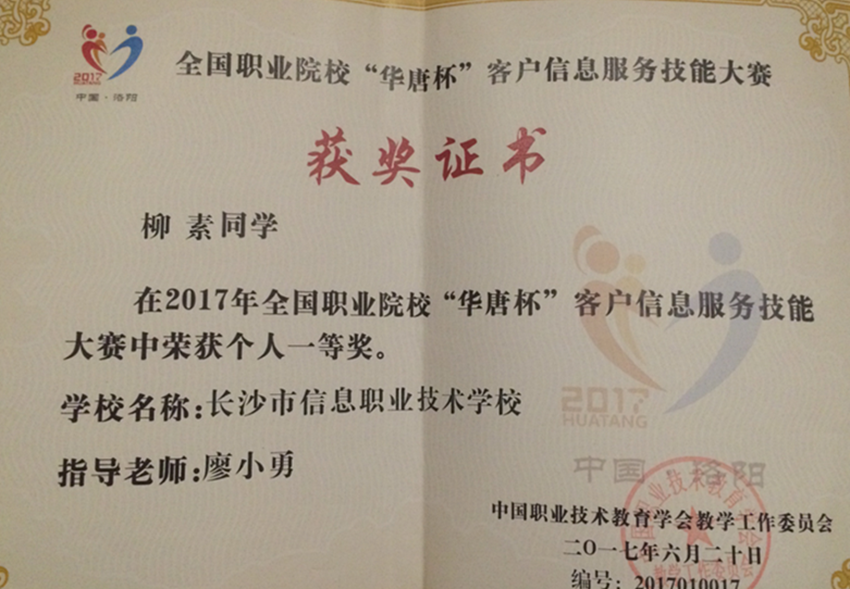 2017
HUATANG
中国·洛阳
全国职业院校“华唐杯”客户信息服务技能大赛
获奖证书
柳 素同学
在2017年全国职业院校“华唐杯”客户信息服务技能
大赛中荣获个人一等奖。
学校名称:长沙市信息职业技术学校
指导老师:廖小勇
2017
HUATANG
中国·洛阳
中国职业技术教育学会教学工作委员会
二〇一七年六月二十日
编号: 2017010017